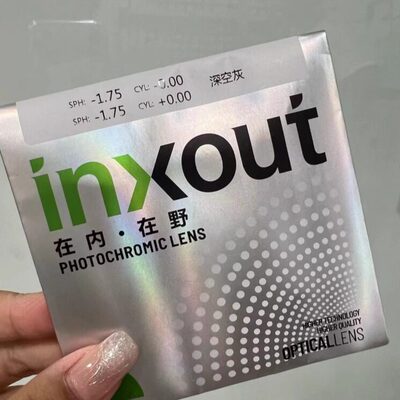 SPH: -1.75 CYL: -0.00 深空灰
SPH: -1.75 CYL: +0.00
inxout
在内·在野
PHOTOCHROMIC LENS
HIGHER TECHNOLOGY
HIGHER QUALITY
OPTICAL LENS